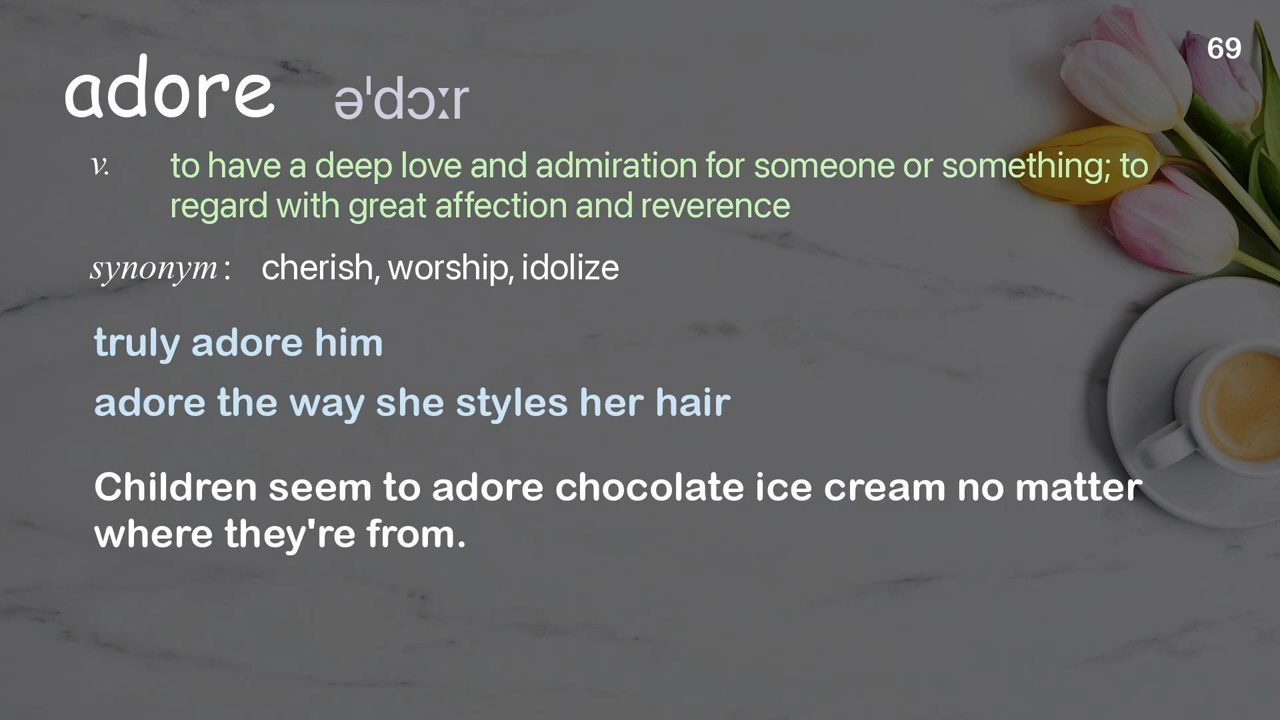 69
adore əˈdɔːr
v. to have a deep love and admiration for someone or something; to
regard with great affection and reverence
synonym: cherish, worship, idolize
truly adore him
adore the way she styles her hair
Children seem to adore chocolate ice cream no matter
where they're from.